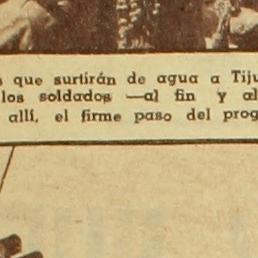 que surtirán de agua a Tiju
los soldados —al fin y al
allí, el firme paso del prog